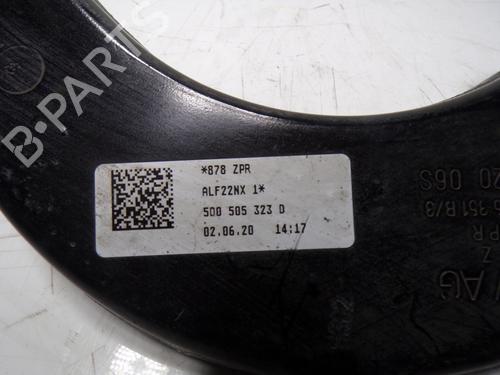 B-PARTS
*878 ZPR
ALF22NX 1*
5Q0 505 323 D
02.06.20 14:17